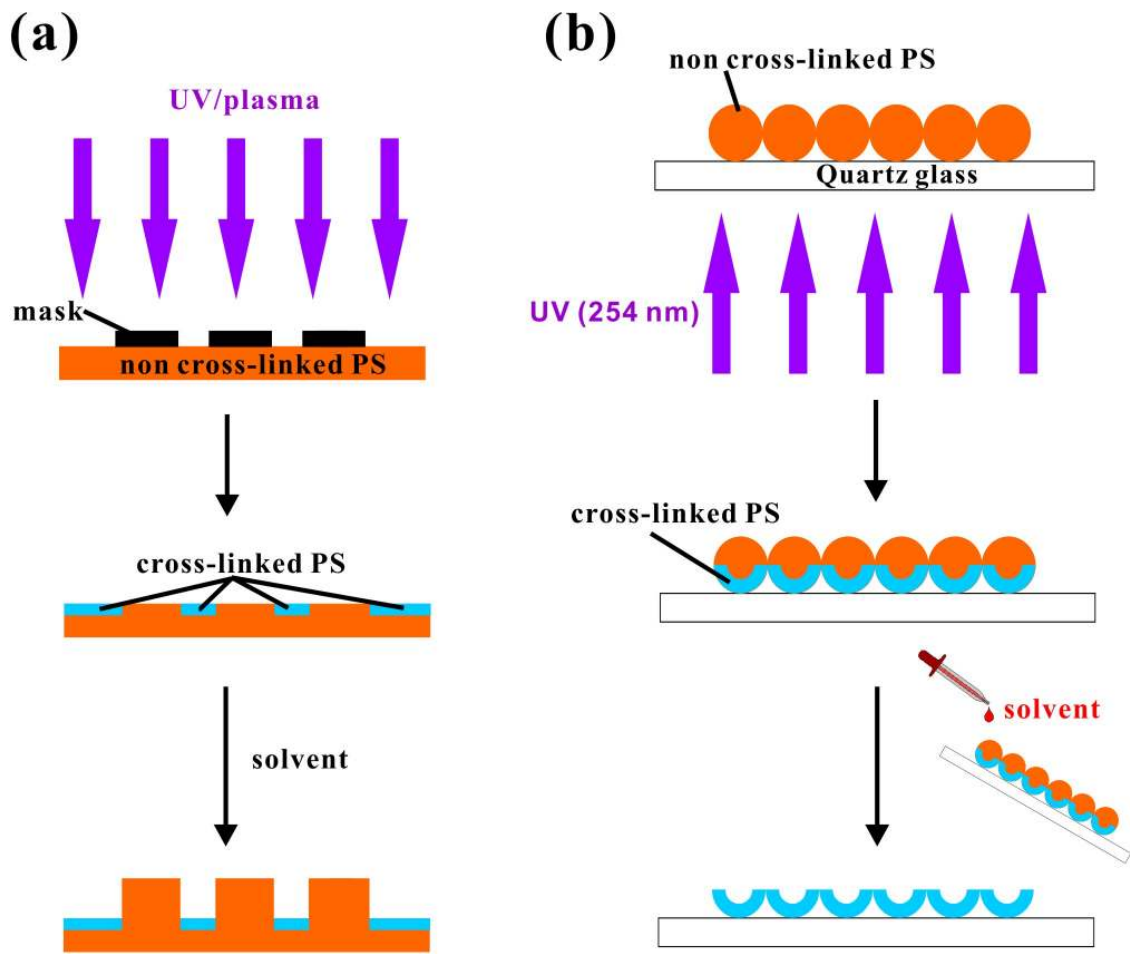 (a)
UV/plasma
mask
non cross-linked PS
cross-linked PS
solvent
(b)
non cross-linked PS
Quartz glass
UV (254 nm)
cross-linked PS
solvent